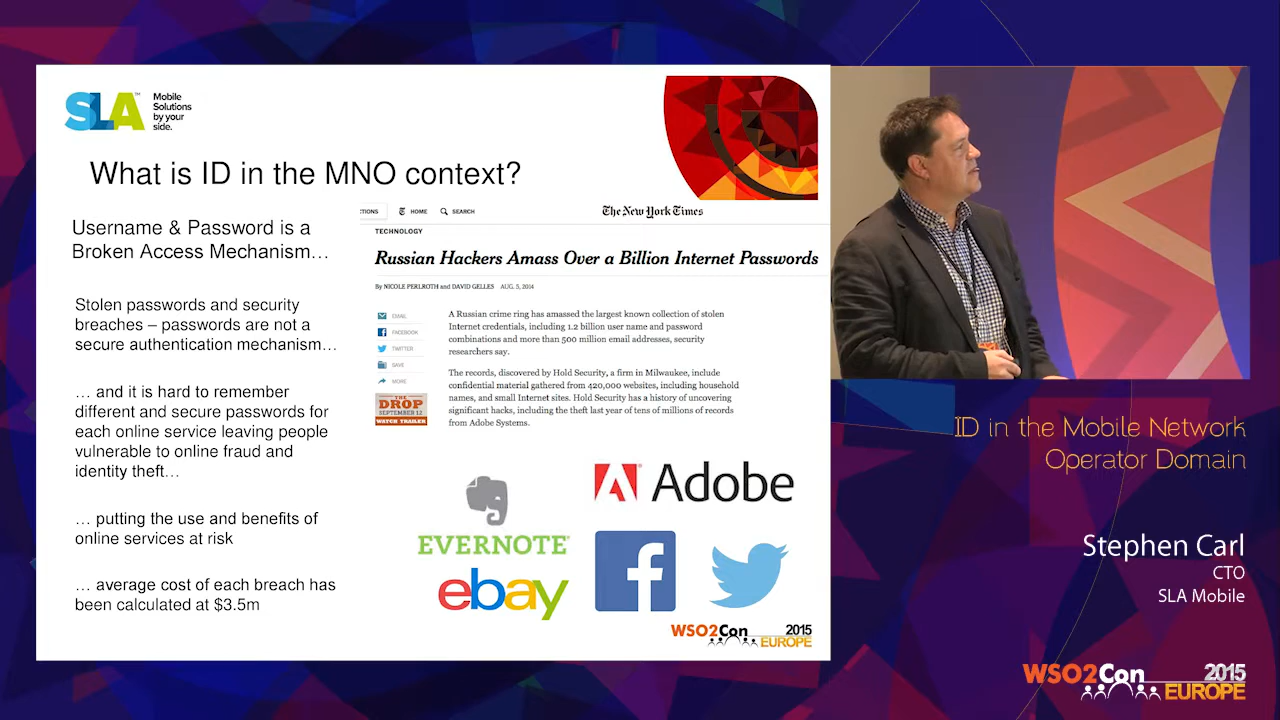 SLA™
Mobile
Solutions
by your
side.
What is ID in the MNO context?
Username & Password is a
Broken Access Mechanism…
Stolen passwords and security
breaches – passwords are not a
secure authentication mechanism…
… and it is hard to remember
different and secure passwords for
each online service leaving people
vulnerable to online fraud and
identity theft…
… putting the use and benefits of
online services at risk
… average cost of each breach has
been calculated at $3.5m
TIONS
HOME
SEARCH
The New York Times
TECHNOLOGY
Russian Hackers Amass Over a Billion Internet Passwords
By NICOLE PERLROTH and DAVID GELLES AUG. 5, 2014
EMAIL
FACEBOOK
TWITTER
SAVE
MORE
THE
DROP
SEPTEMBER 12
WATCH TRAILER
A Russian crime ring has amassed the largest known collection of stolen
Internet credentials, including 1.2 billion user name and password
combinations and more than 500 million email addresses, security
researchers say.
The records, discovered by Hold Security, a firm in Milwaukee, include
confidential material gathered from 420,000 websites, including household
names, and small Internet sites. Hold Security has a history of uncovering
significant hacks, including the theft last year of tens of millions of records
from Adobe Systems.
EVERNOTE
Adobe
ebay
f
WSO2Con 2015
EUROPE
ID in the Mobile Network
Operator Domain
Stephen Carl
CTO
SLA Mobile
WSO2Con 2015
EUROPE